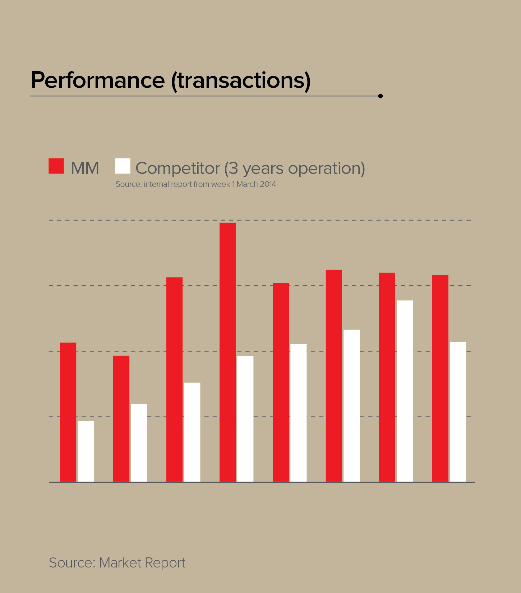 Performance (transactions)
MM Competitor (3 years operation)
Source: internal report from week 1 March 2014
Source: Market Report